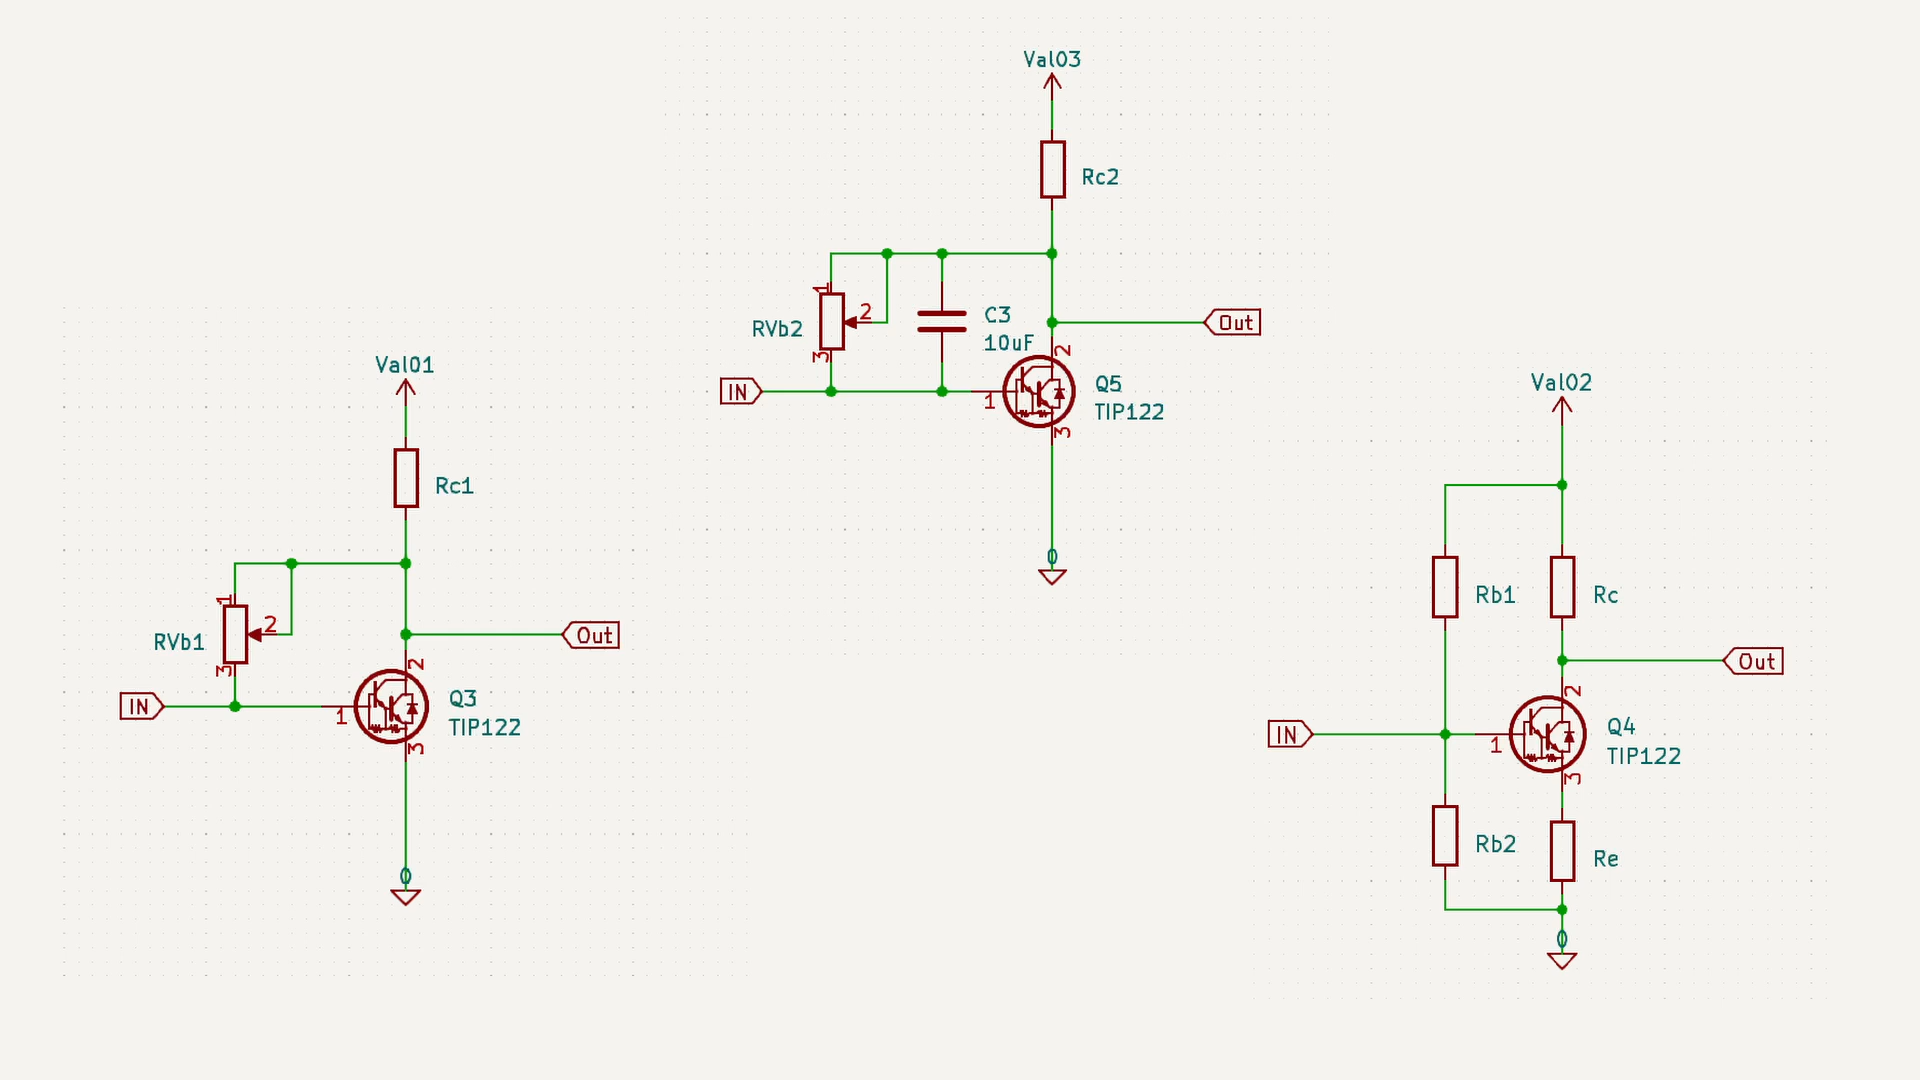 Val01
Rc1
1
2
RVb1
3
2
Out
IN
1
Q3
TIP122
3
0
Val03
Rc2
1
2
RVb2
3
C3
10uF
Out
2
IN
1
Q5
TIP122
3
0
Val02
Rb1
Rc
Out
2
IN
1
Q4
TIP122
3
Rb2
Re
0